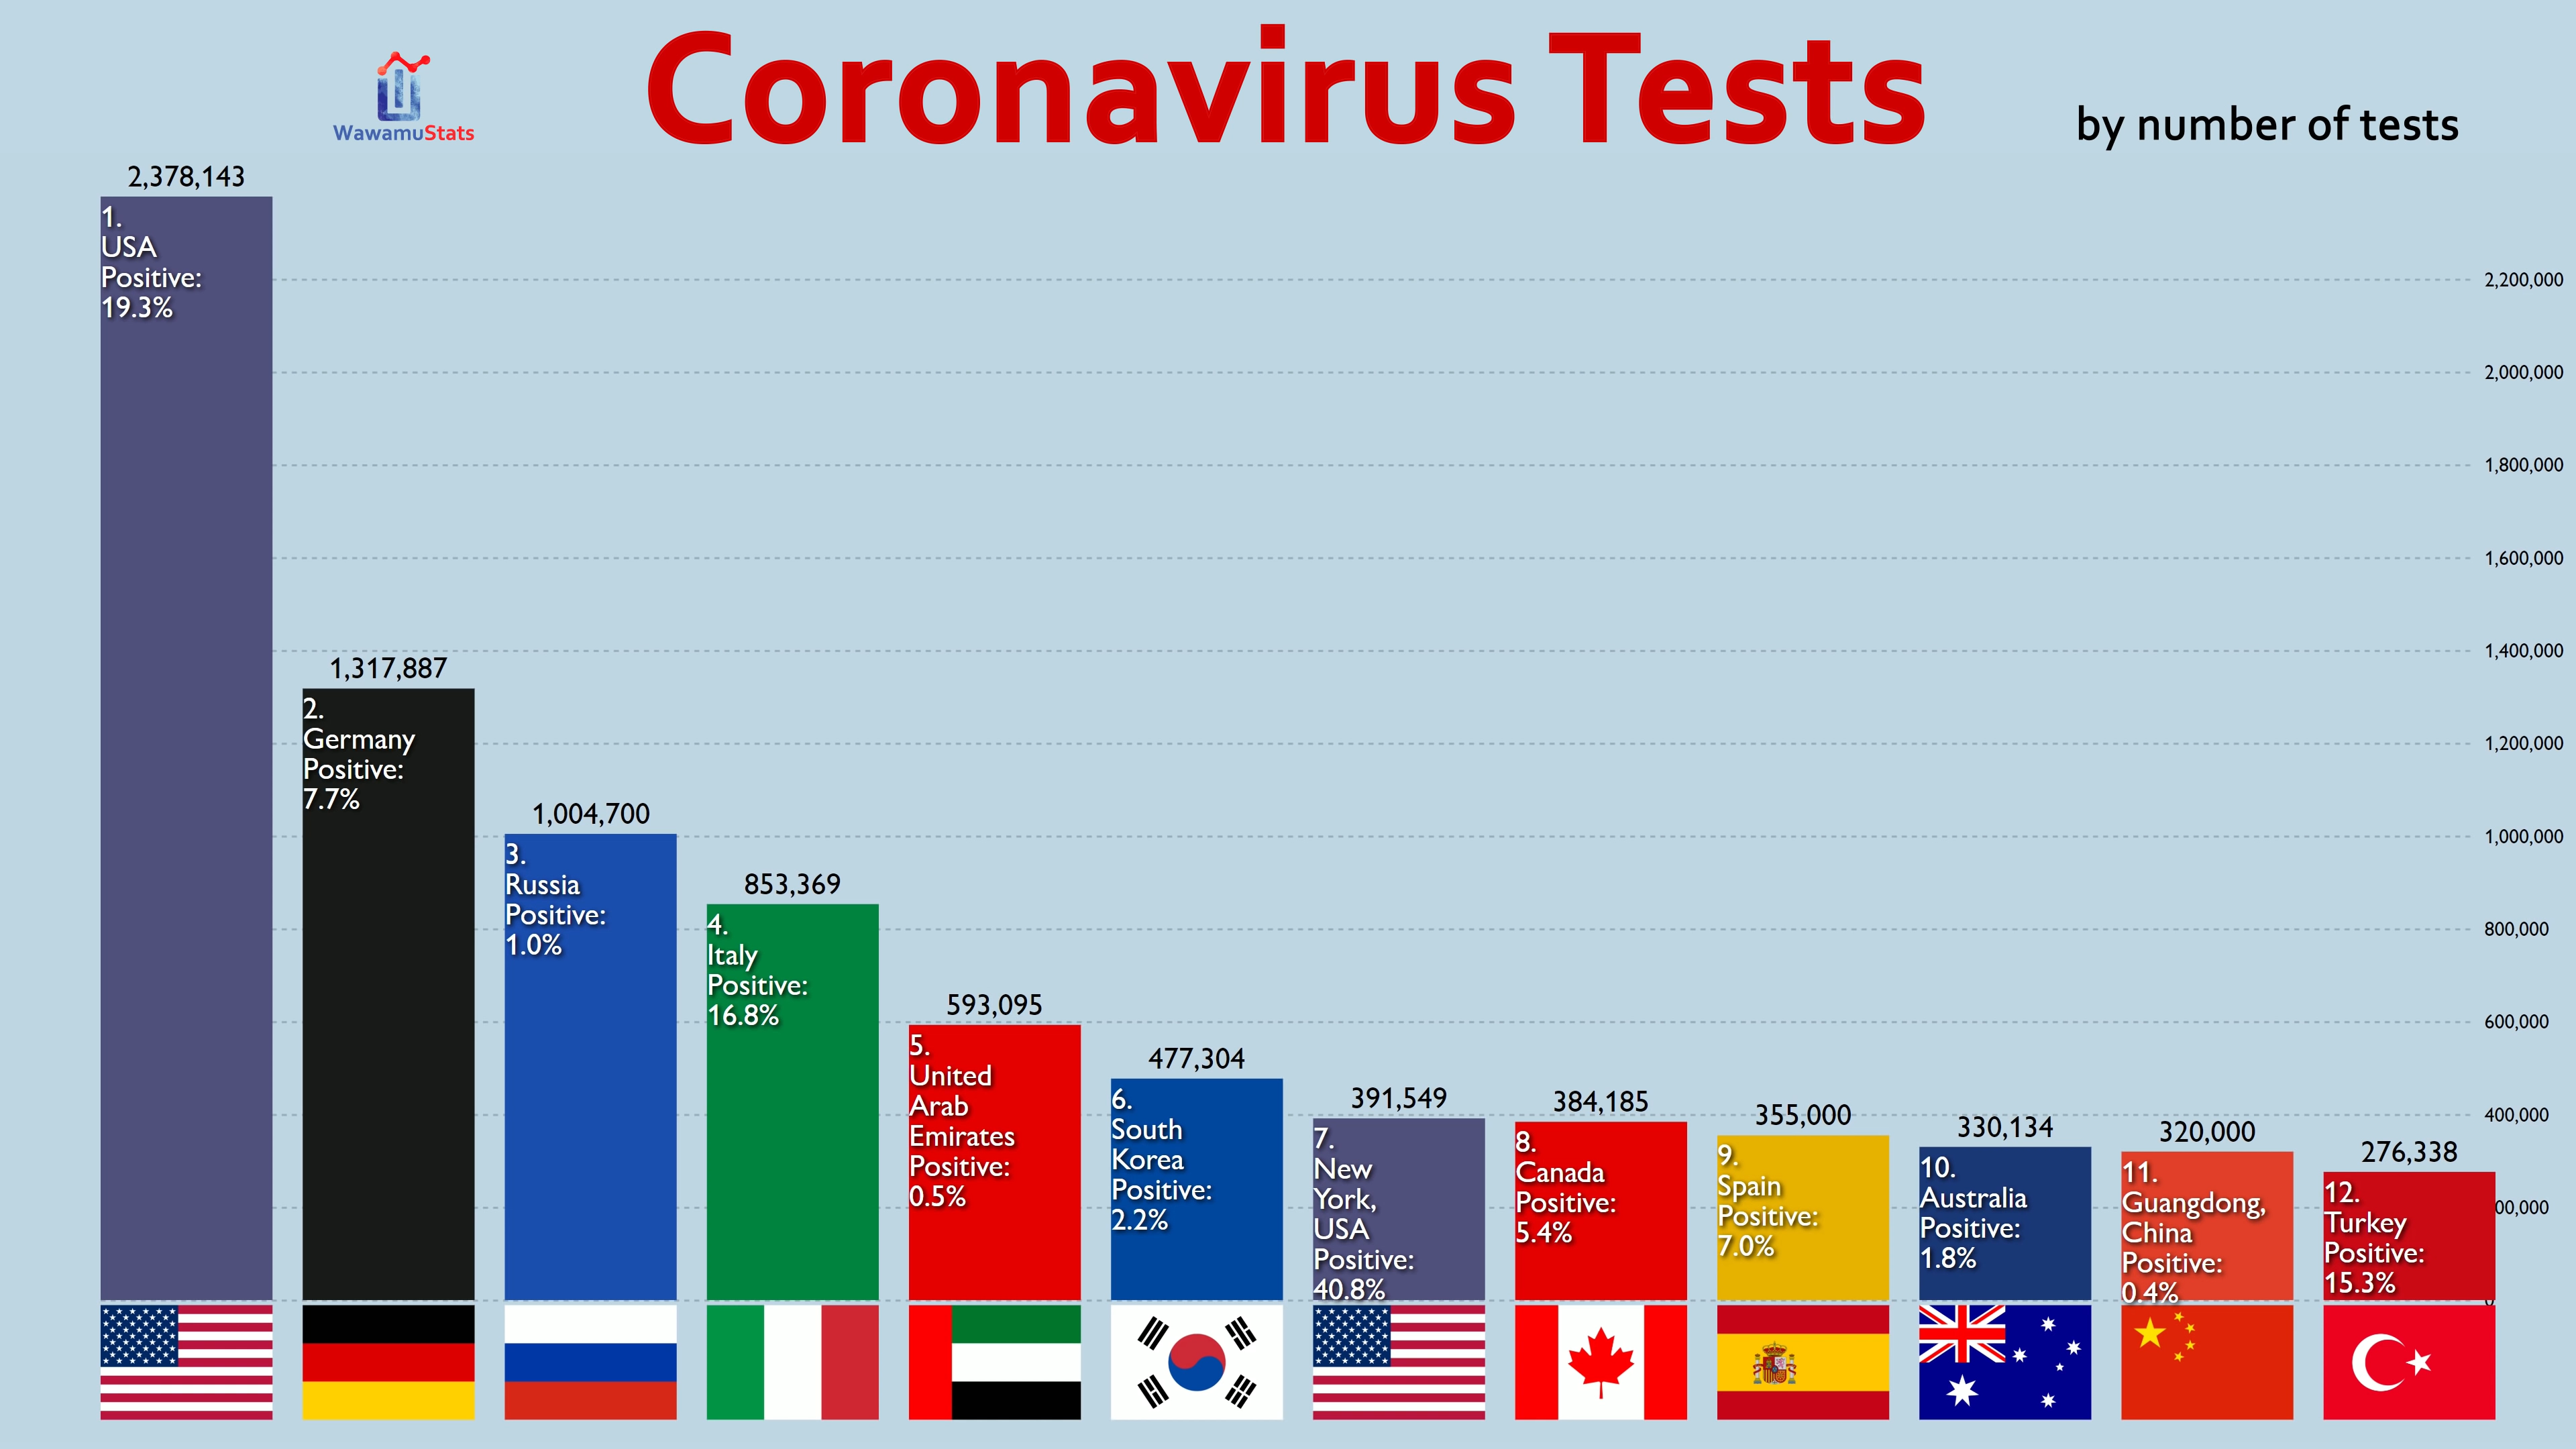 Coronavirus Tests
by number of tests
WawamuStats
2,378,143
1.
USA
Positive:
19.3%
1,317,887
2.
Germany
Positive:
7.7%
1,004,700
3.
Russia
Positive:
1.0%
853,369
4.
Italy
Positive:
16.8%
593,095
5.
United
Arab
Emirates
Positive:
0.5%
477,304
6.
South
Korea
Positive:
2.2%
391,549
7.
New
York,
USA
Positive:
40.8%
384,185
8.
Canada
Positive:
5.4%
355,000
9.
Spain
Positive:
7.0%
330,134
10.
Australia
Positive:
1.8%
320,000
11.
Guangdong,
China
Positive:
0.4%
276,338
12.
Turkey
Positive:
15.3%
2,200,000
2,000,000
1,800,000
1,600,000
1,400,000
1,200,000
1,000,000
800,000
600,000
400,000
00,000